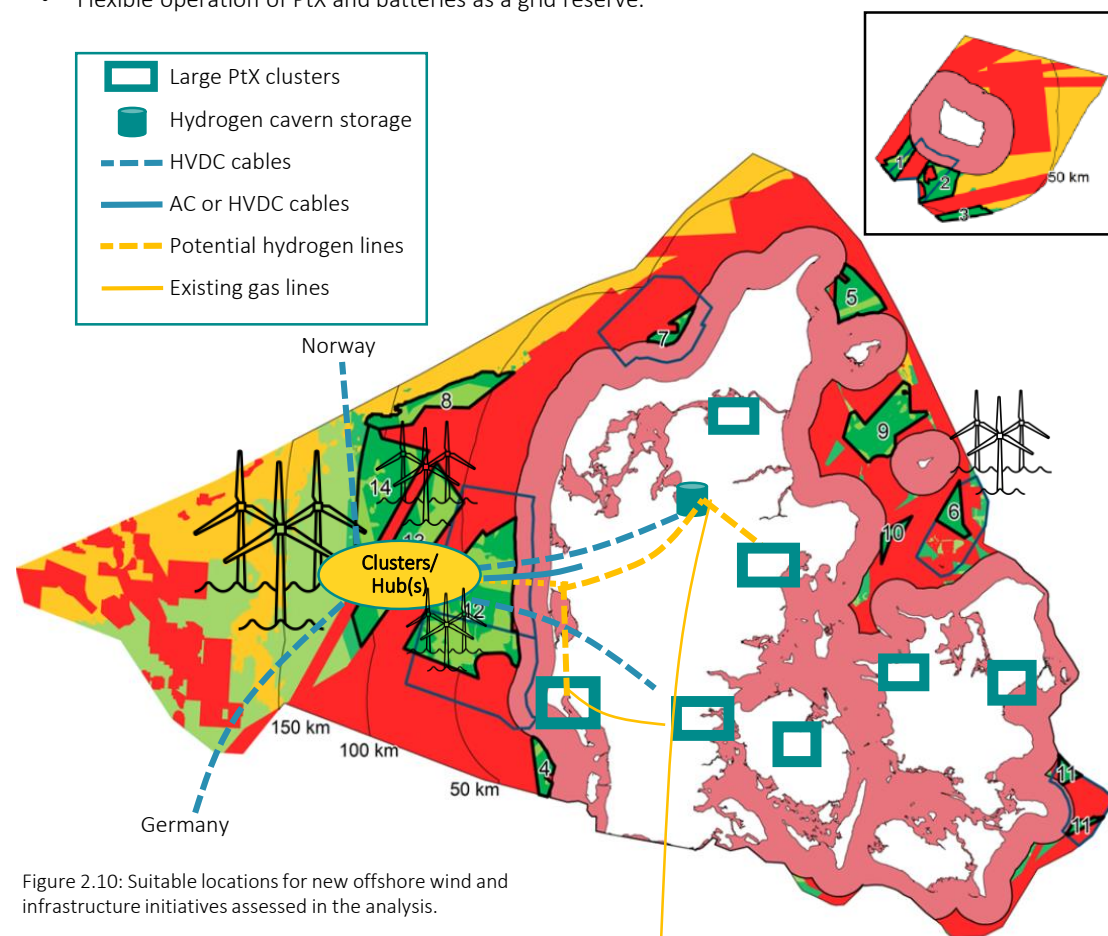 • Flexible operation of PtX and batteries as a grid reserve.
Large PtX clusters
Hydrogen cavern storage
HVDC cables
AC or HVDC cables
Potential hydrogen lines
Existing gas lines
1
2
50 km
3
5
7
Norway
8
9
14
6
13
10
Clusters/
Hub(s)
12
150 km
100 km
50 km
4
11
11
Germany
Figure 2.10: Suitable locations for new offshore wind and
infrastructure initiatives assessed in the analysis.